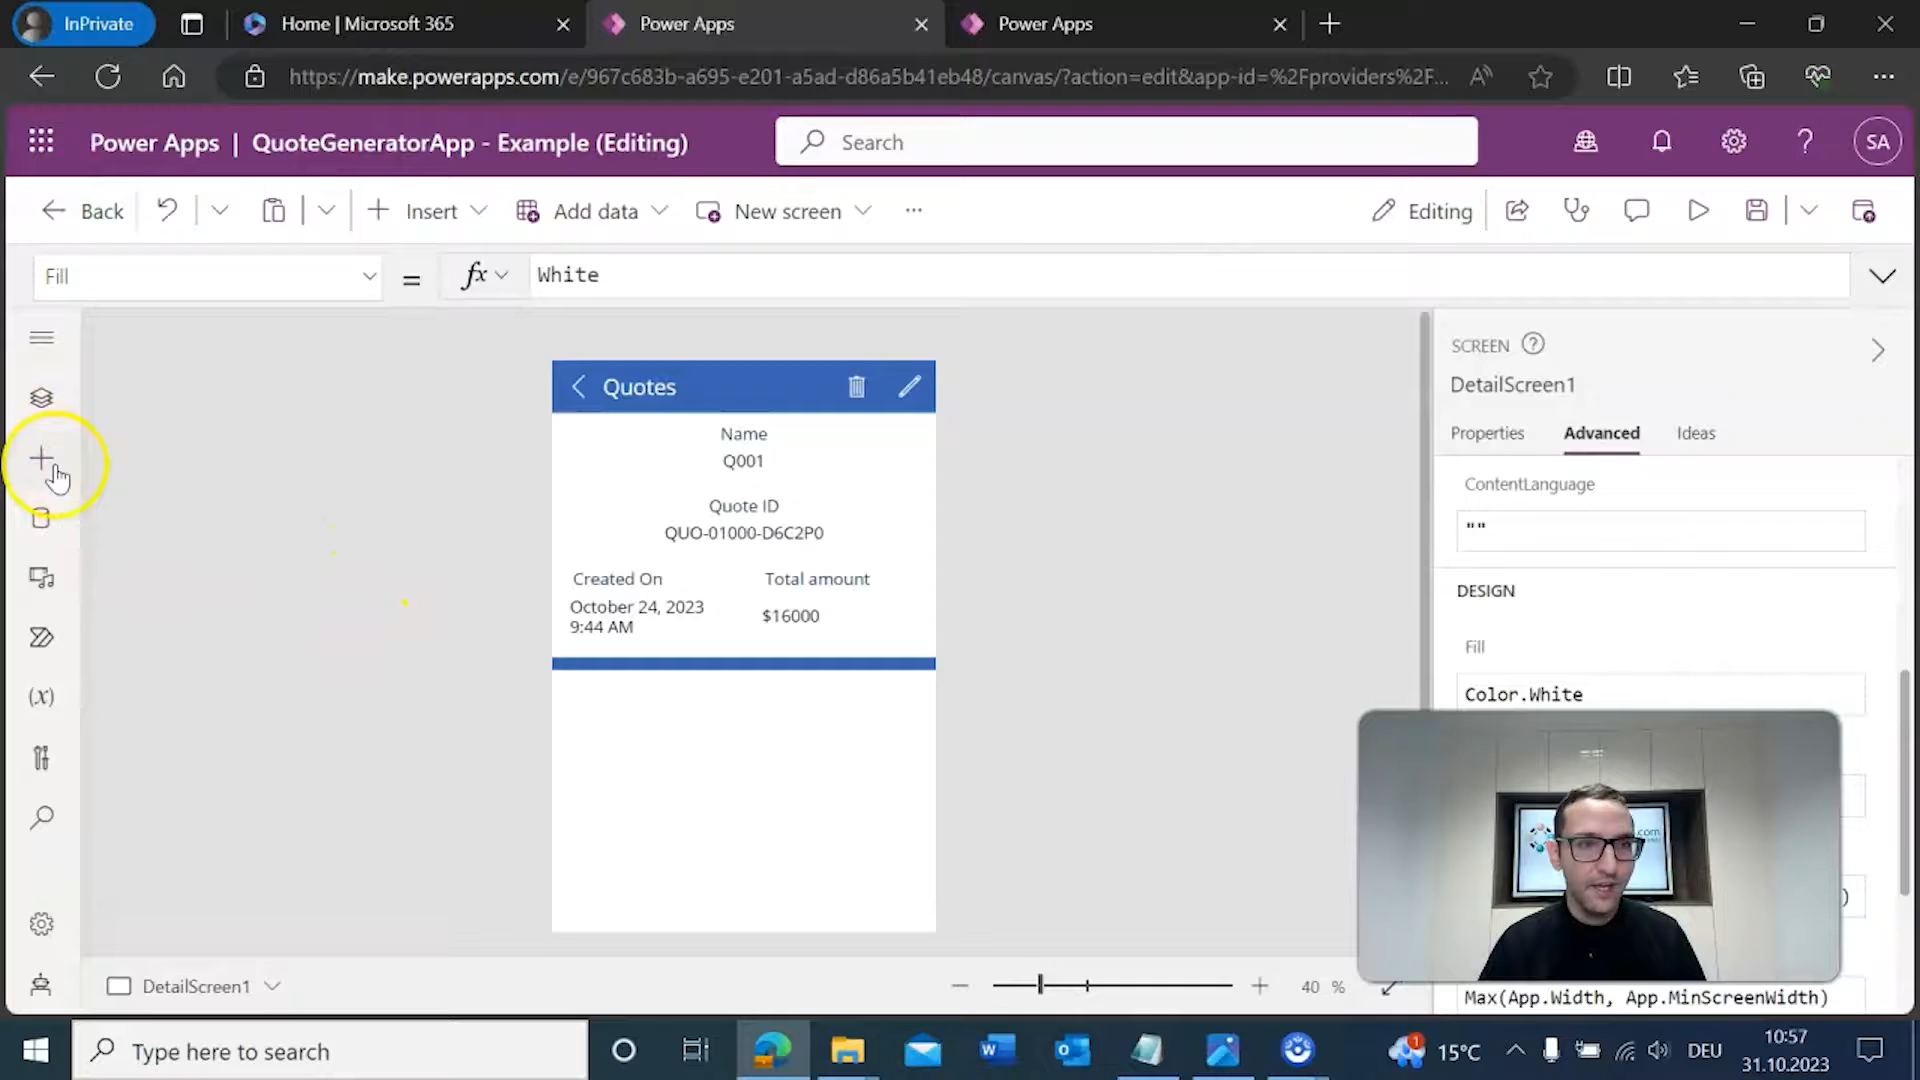 InPrivate
Home | Microsoft 365
Power Apps
Power Apps
https://make.powerapps.com/e/967c683b-a695-e201-a5ad-d86a5b41eb48/canvas/?action=edit&app-id=%2Fproviders%2F...
Power Apps | QuoteGeneratorApp - Example (Editing)
Search
SA
Back
Insert
Add data
New screen
Editing
Fill
=
fx
White
Quotes
Name
Q001
Quote ID
QUO-01000-D6C2P0
Created On
Total amount
October 24, 2023
9:44 AM
$16000
SCREEN
DetailScreen1
Properties
Advanced
Ideas
ContentLanguage
""
DESIGN
Fill
Color.White
)
Max(App.Width, App.MinScreenWidth)
(x)
DetailScreen1
40 %
Type here to search
1
15°C
DEU
10:57
31.10.2023